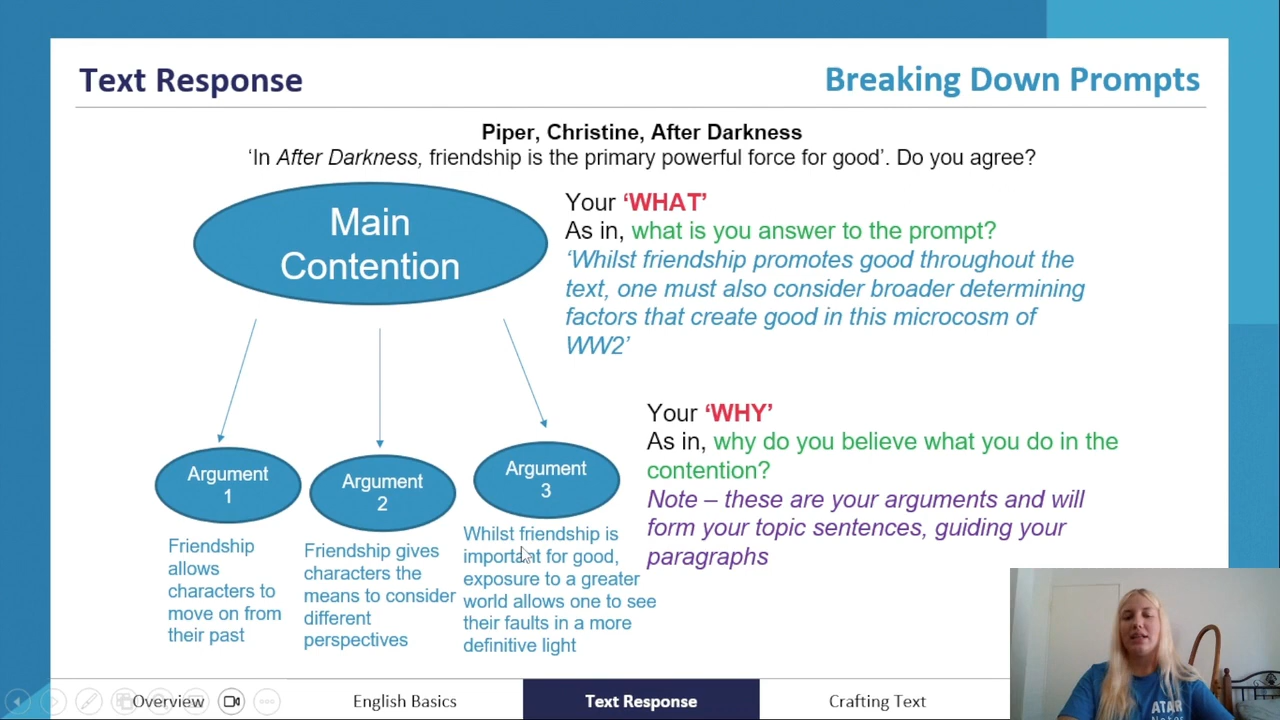 Text Response
Breaking Down Prompts
Piper, Christine, After Darkness
‘In After Darkness, friendship is the primary powerful force for good’. Do you agree?
Main
Contention
Your ‘WHAT’
As in, what is you answer to the prompt?
‘Whilst friendship promotes good throughout the
text, one must also consider broader determining
factors that create good in this microcosm of
WW2’
Your ‘WHY’
As in, why do you believe what you do in the
contention?
Note – these are your arguments and will
form your topic sentences, guiding your
paragraphs
Argument
1
Friendship
allows
characters to
move on from
their past
Argument
2
Friendship gives
characters the
means to consider
different
perspectives
Argument
3
Whilst friendship is
important for good,
exposure to a greater
world allows one to see
their faults in a more
definitive light
Overview
English Basics
Text Response
Crafting Text
ATAR
Notes